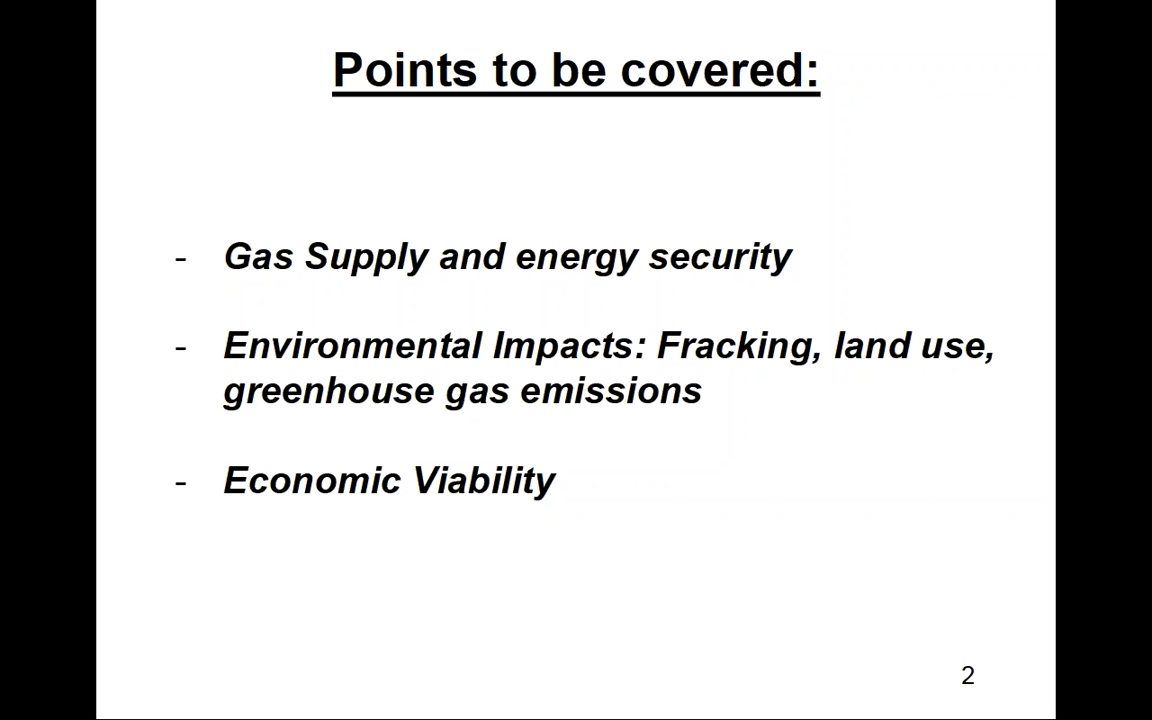 Points to be covered:
- Gas Supply and energy security
- Environmental Impacts: Fracking, land use,
greenhouse gas emissions
- Economic Viability
2